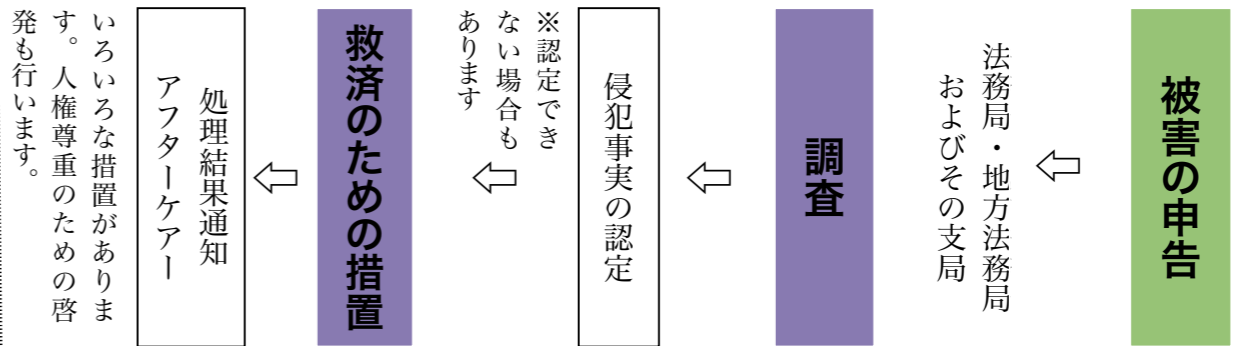 被害の申告
法務局・地方法務局
およびその支局
調査
侵犯事実の認定
※認定でき
ない場合も
あります
救済のための措置
処理結果通知
アフターケアー
いろいろな措置がありま
す。人権尊重のための啓
発も行います。